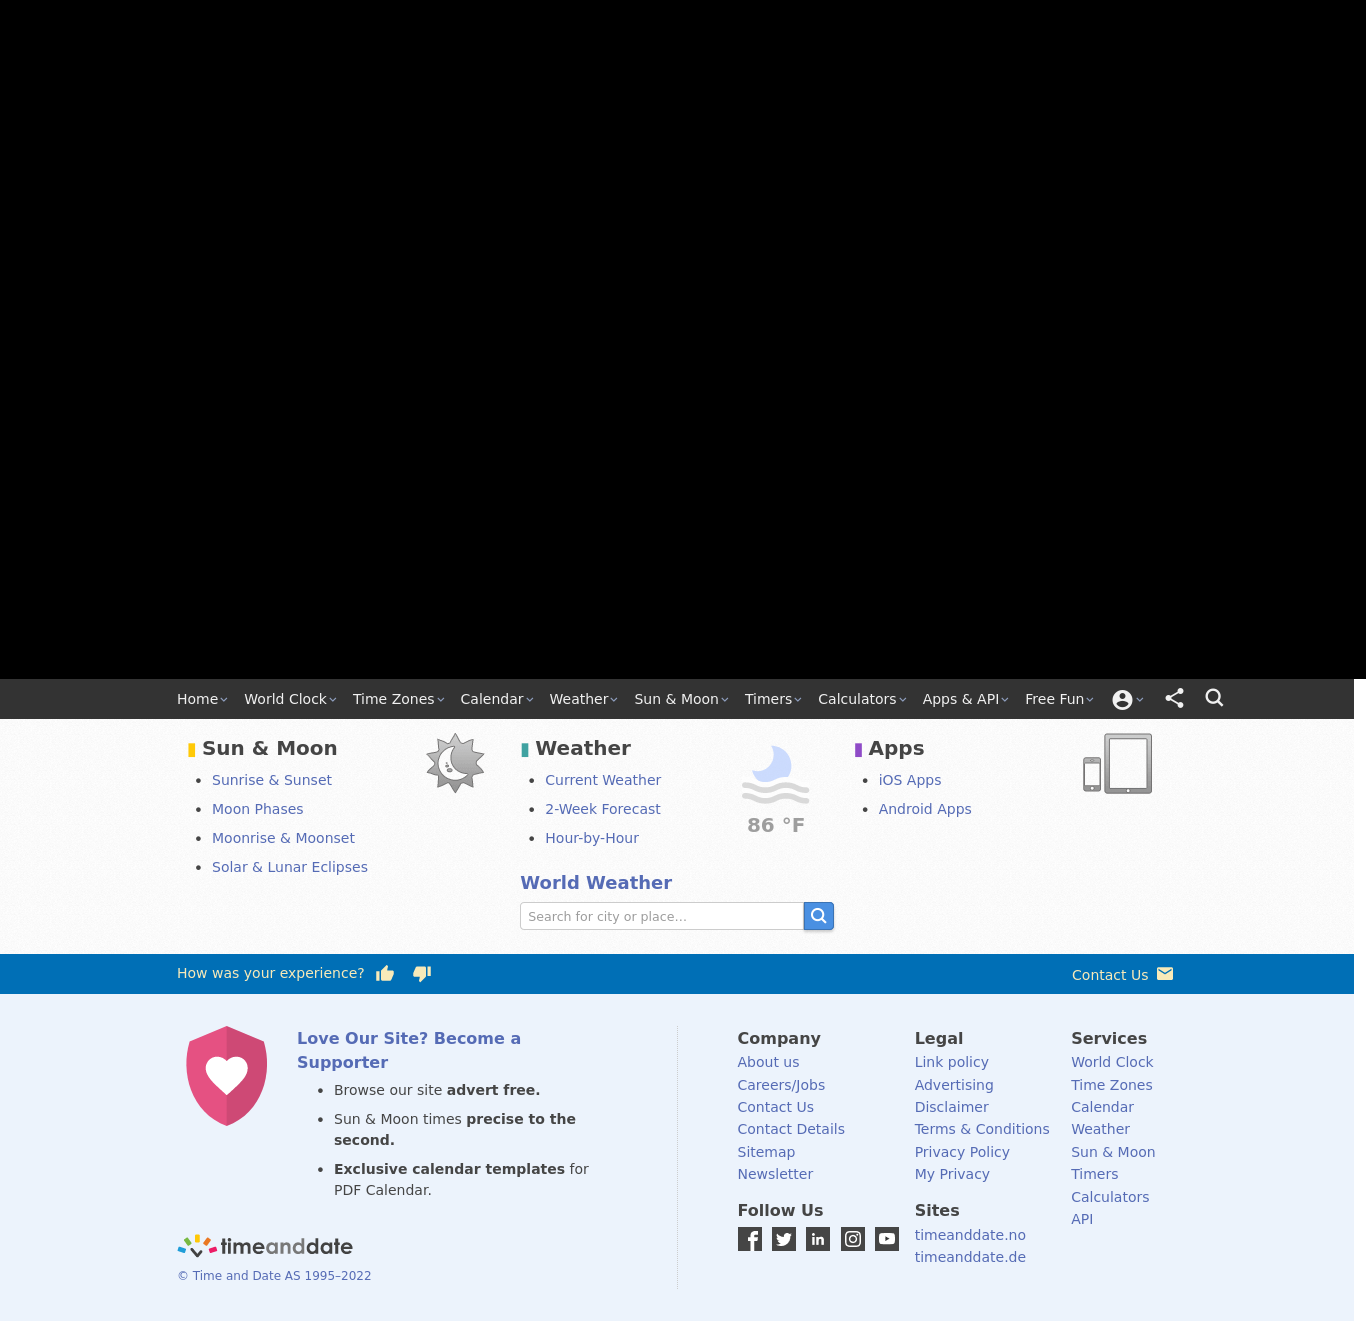 Home World Clock Time Zones Calendar Weather Sun & Moon Timers Calculators Apps & API Free Fun
Sun & Moon
Sunrise & Sunset
Moon Phases
Moonrise & Moonset
Solar & Lunar Eclipses
Weather
Current Weather
2-Week Forecast
Hour-by-Hour
86 °F
World Weather
Search for city or place...
Apps
iOS Apps
Android Apps
How was your experience?
Contact Us
Love Our Site? Become a
Supporter
Browse our site advert free.
Sun & Moon times precise to the
second.
Exclusive calendar templates for
PDF Calendar.
timeanddate
© Time and Date AS 1995–2022
Company
About us
Careers/Jobs
Contact Us
Contact Details
Sitemap
Newsletter
Follow Us
Legal
Link policy
Advertising
Disclaimer
Terms & Conditions
Privacy Policy
My Privacy
Sites
timeanddate.no
timeanddate.de
Services
World Clock
Time Zones
Calendar
Weather
Sun & Moon
Timers
Calculators
API